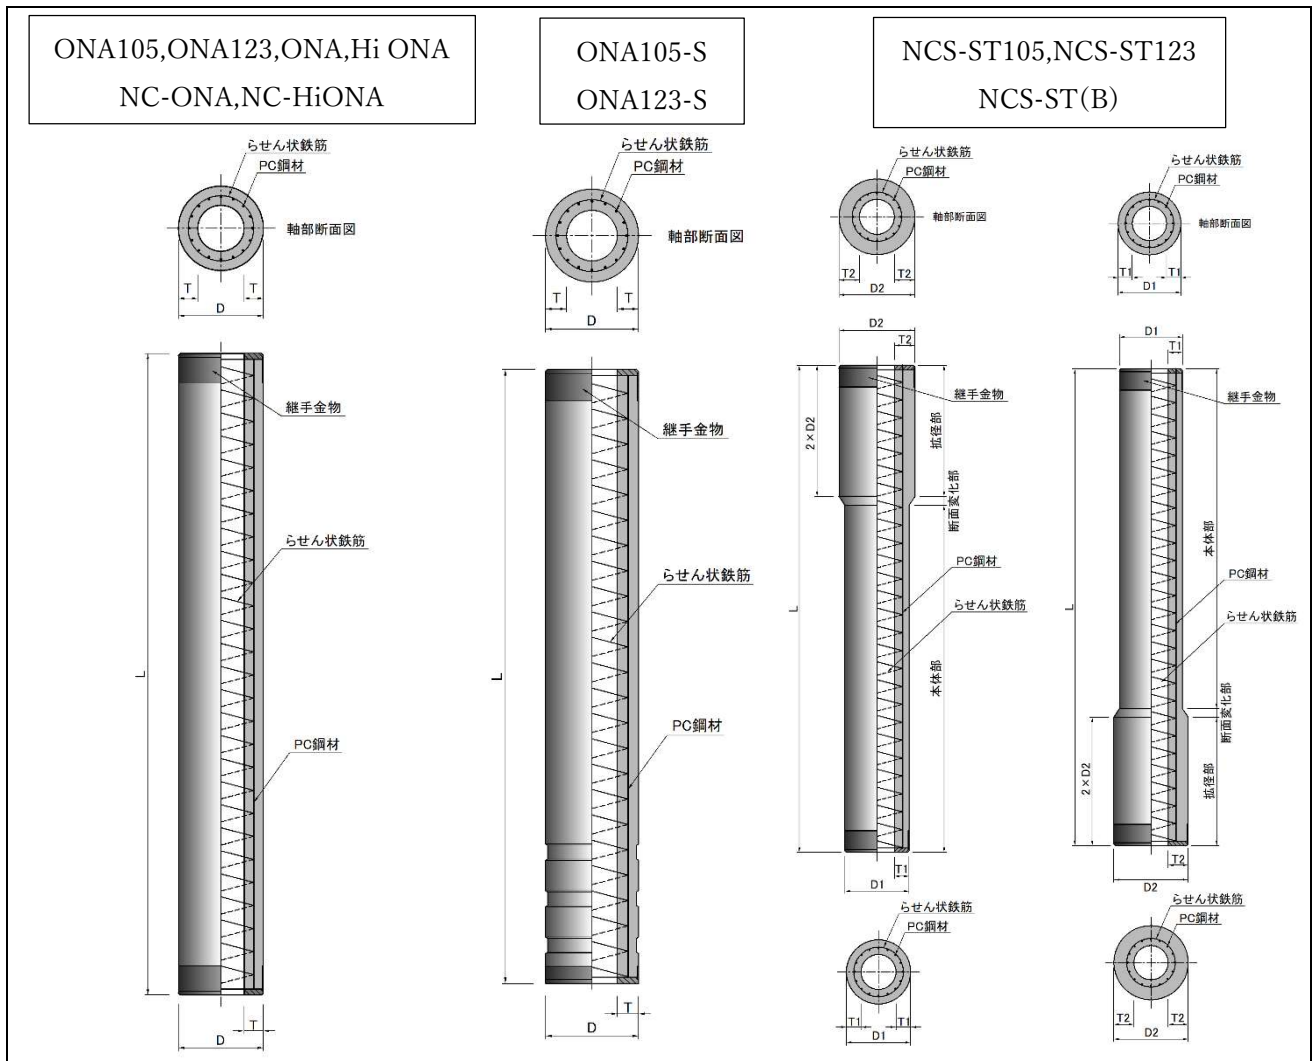 ONA105,ONA123,ONA,Hi ONA
NC-ONA,NC-HiONA
ONA105-S
ONA123-S
NCS-ST105,NCS-ST123
NCS-ST(B)
らせん状鉄筋
PC鋼材
軸部断面図
T
T
D
継手金物
らせん状鉄筋
PC鋼材
L
T
D
らせん状鉄筋
PC鋼材
軸部断面図
T
T
D
継手金物
らせん状鉄筋
PC鋼材
L
T
D
らせん状鉄筋
PC鋼材
軸部断面図
T2
T2
D2
D2
T2
継手金物
2×D2
拡径部
断面変化部
PC鋼材
らせん状鉄筋
L
本体部
T1
D1
らせん状鉄筋
PC鋼材
T1
T1
D1
らせん状鉄筋
PC鋼材
軸部断面図
T1
T1
D1
D1
T1
継手金物
本体部
PC鋼材
らせん状鉄筋
L
断面変化部
2×D2
拡径部
T2
D2
らせん状鉄筋
PC鋼材
T2
T2
D2